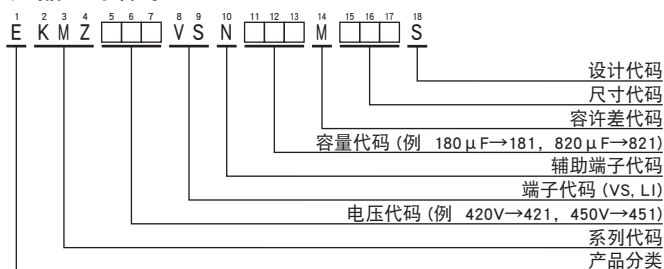 1 2 3 4 5 6 7 8 9 10 11 12 13 14 15 16 17 18
E K M Z □□□ V S N □□□ M □□□ S
设计代码
尺寸代码
容许差代码
容量代码 (例 180μF→181, 820μF→821)
辅助端子代码
端子代码 (VS, LI)
电压代码 (例 420V→421, 450V→451)
系列代码
产品分类